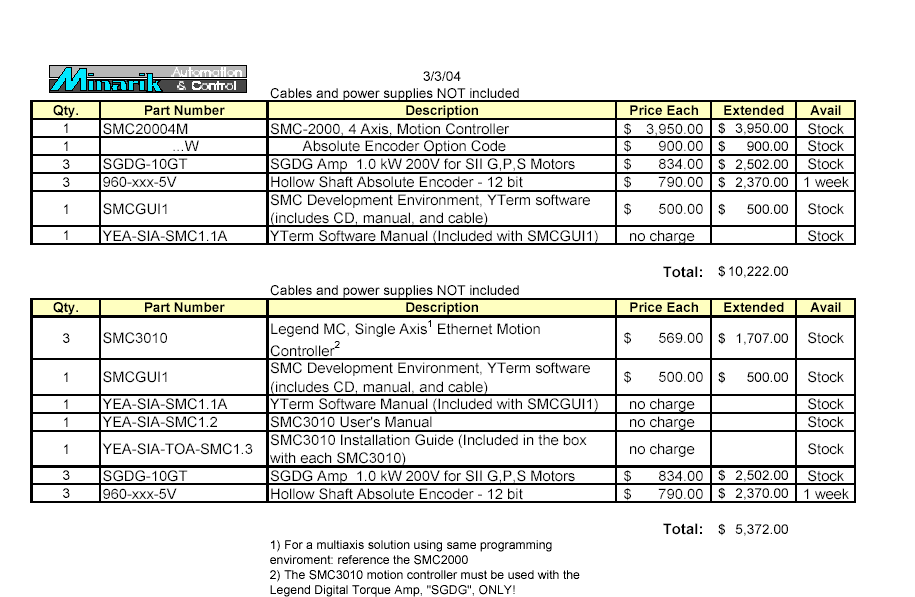 Minarik Automation & Control
3/3/04
Cables and power supplies NOT included
Qty. Part Number Description Price Each Extended Avail
1 SMC20004M SMC-2000, 4 Axis, Motion Controller $ 3,950.00 $ 3,950.00 Stock
1 ...W Absolute Encoder Option Code $ 900.00 $ 900.00 Stock
3 SGDG-10GT SGDG Amp 1.0 kW 200V for SII G,P,S Motors $ 834.00 $ 2,502.00 Stock
3 960-xxx-5V Hollow Shaft Absolute Encoder - 12 bit $ 790.00 $ 2,370.00 1 week
1 SMCGUI1 SMC Development Environment, YTerm software $ 500.00 $ 500.00 Stock
(includes CD, manual, and cable)
1 YEA-SIA-SMC1.1A YTerm Software Manual (Included with SMCGUI1) no charge Stock
Total: $ 10,222.00
Cables and power supplies NOT included
Qty. Part Number Description Price Each Extended Avail
3 SMC3010 Legend MC, Single Axis1 Ethernet Motion $ 569.00 $ 1,707.00 Stock
Controller2
1 SMCGUI1 SMC Development Environment, YTerm software $ 500.00 $ 500.00 Stock
(includes CD, manual, and cable)
1 YEA-SIA-SMC1.1A YTerm Software Manual (Included with SMCGUI1) no charge Stock
1 YEA-SIA-SMC1.2 SMC3010 User's Manual no charge Stock
1 YEA-SIA-TOA-SMC1.3 SMC3010 Installation Guide (Included in the box no charge Stock
with each SMC3010)
3 SGDG-10GT SGDG Amp 1.0 kW 200V for SII G,P,S Motors $ 834.00 $ 2,502.00 Stock
3 960-xxx-5V Hollow Shaft Absolute Encoder - 12 bit $ 790.00 $ 2,370.00 1 week
Total: $ 5,372.00
1) For a multiaxis solution using same programming
enviroment: reference the SMC2000
2) The SMC3010 motion controller must be used with the
Legend Digital Torque Amp, "SGDG", ONLY!